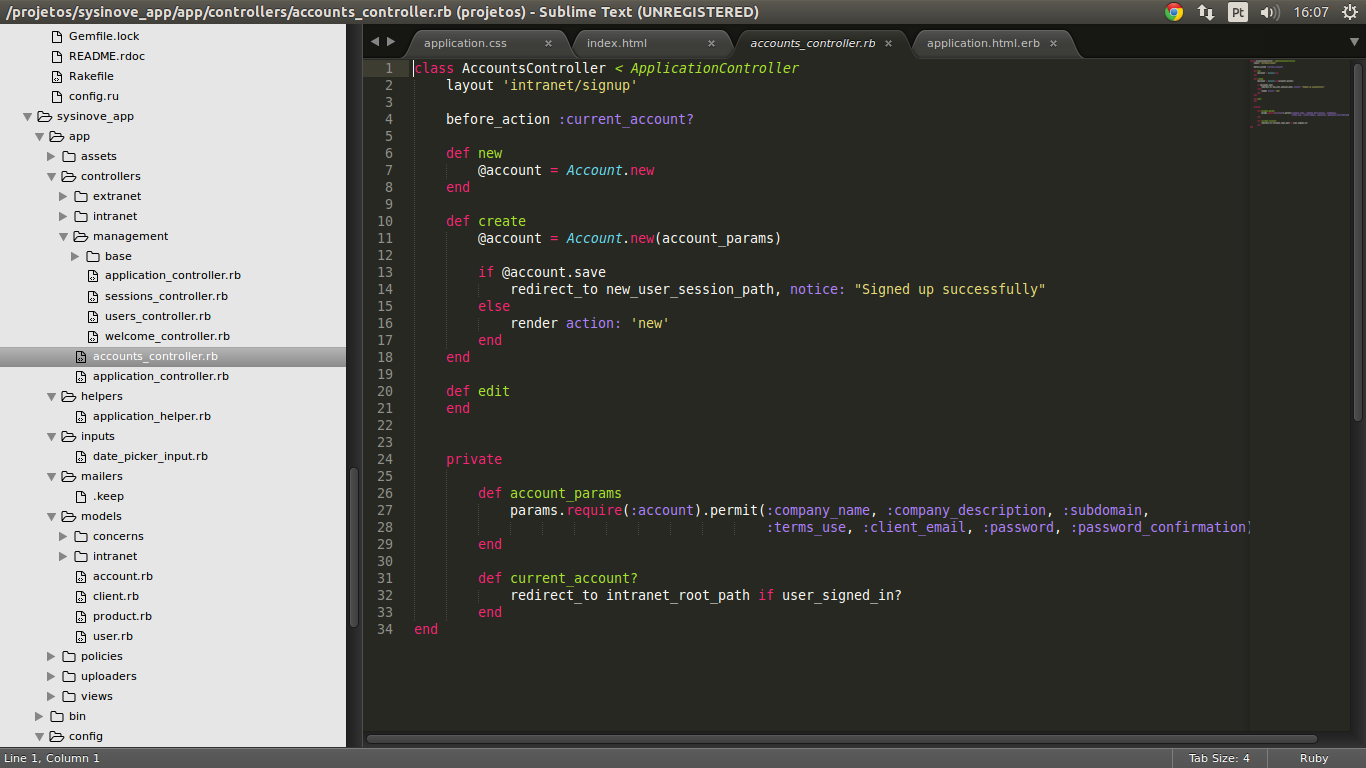 /projetos/sysinove_app/app/controllers/accounts_controller.rb (projetos) - Sublime Text (UNREGISTERED)
Pt
16:07
Gemfile.lock
README.rdoc
Rakefile
config.ru
sysinove_app
app
assets
controllers
extranet
intranet
management
base
application_controller.rb
sessions_controller.rb
users_controller.rb
welcome_controller.rb
accounts_controller.rb
application_controller.rb
helpers
application_helper.rb
inputs
date_picker_input.rb
mailers
.keep
models
concerns
intranet
account.rb
client.rb
product.rb
user.rb
policies
uploaders
views
bin
config
application.css ×
index.html ×
accounts_controller.rb ×
application.html.erb ×
1 class AccountsController < ApplicationController
2     layout 'intranet/signup'
3
4     before_action :current_account?
5
6     def new
7         @account = Account.new
8     end
9
10     def create
11         @account = Account.new(account_params)
12
13         if @account.save
14             redirect_to new_user_session_path, notice: "Signed up successfully"
15         else
16             render action: 'new'
17         end
18     end
19
20     def edit
21     end
22
23
24     private
25
26         def account_params
27             params.require(:account).permit(:company_name, :company_description, :subdomain,
28                                             :terms_use, :client_email, :password, :password_confirmation)
29         end
30
31         def current_account?
32             redirect_to intranet_root_path if user_signed_in?
33         end
34 end
Line 1, Column 1
Tab Size: 4
Ruby